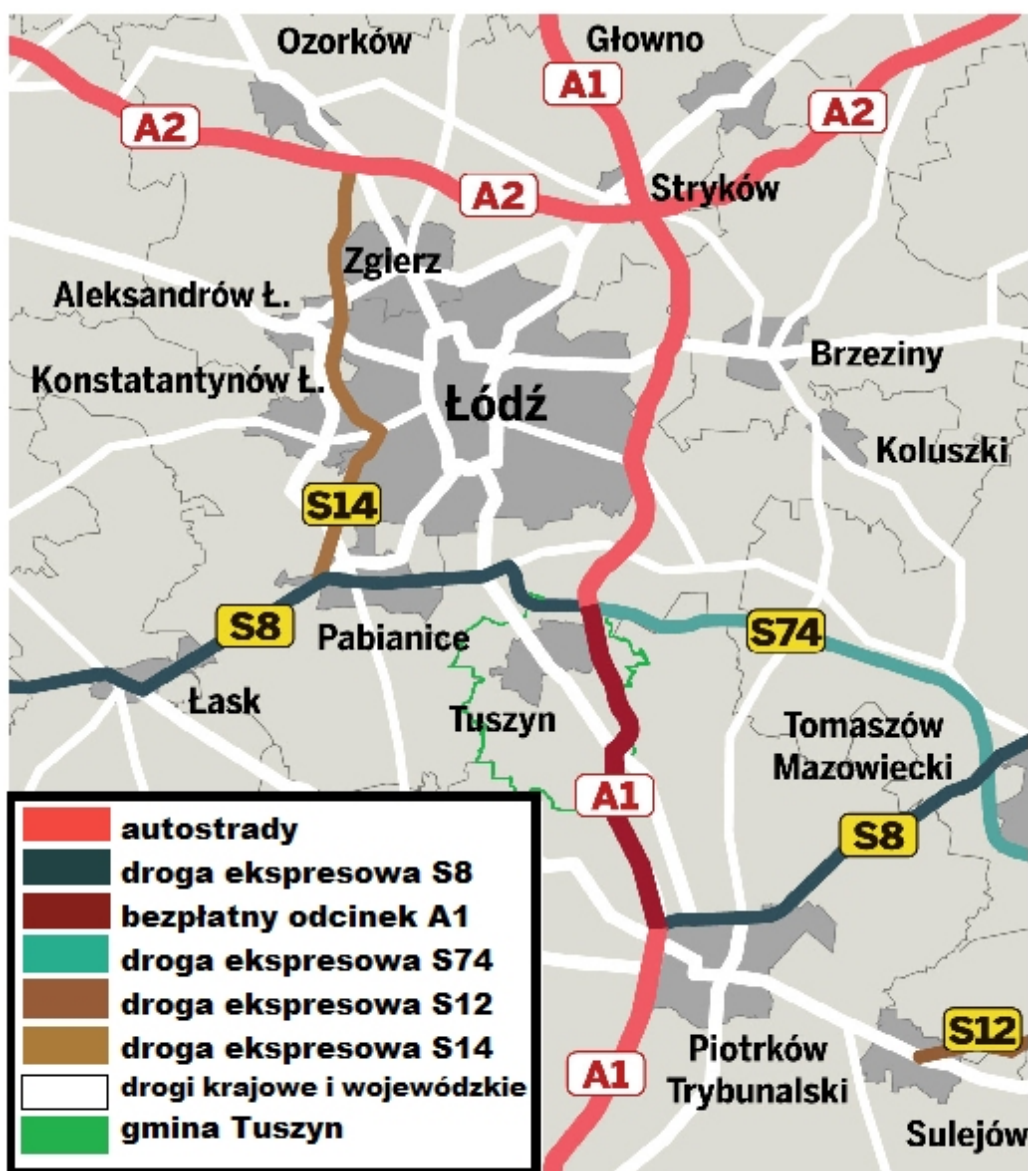 Ozorków
Głowno
A1
A2
A2
A2
Stryków
Zgierz
Aleksandrów Ł.
Brzeziny
Konstatantynów Ł.
Łódź
Koluszki
S14
S8
S74
Pabianice
Łask
Tuszyn
Tomaszów
Mazowiecki
A1
S8
autostrady
droga ekspresowa S8
bezpłatny odcinek A1
droga ekspresowa S74
droga ekspresowa S12
droga ekspresowa S14
drogi krajowe i wojewódzkie
gmina Tuszyn
S12
Piotrków
Trybunalski
A1
Sulejów